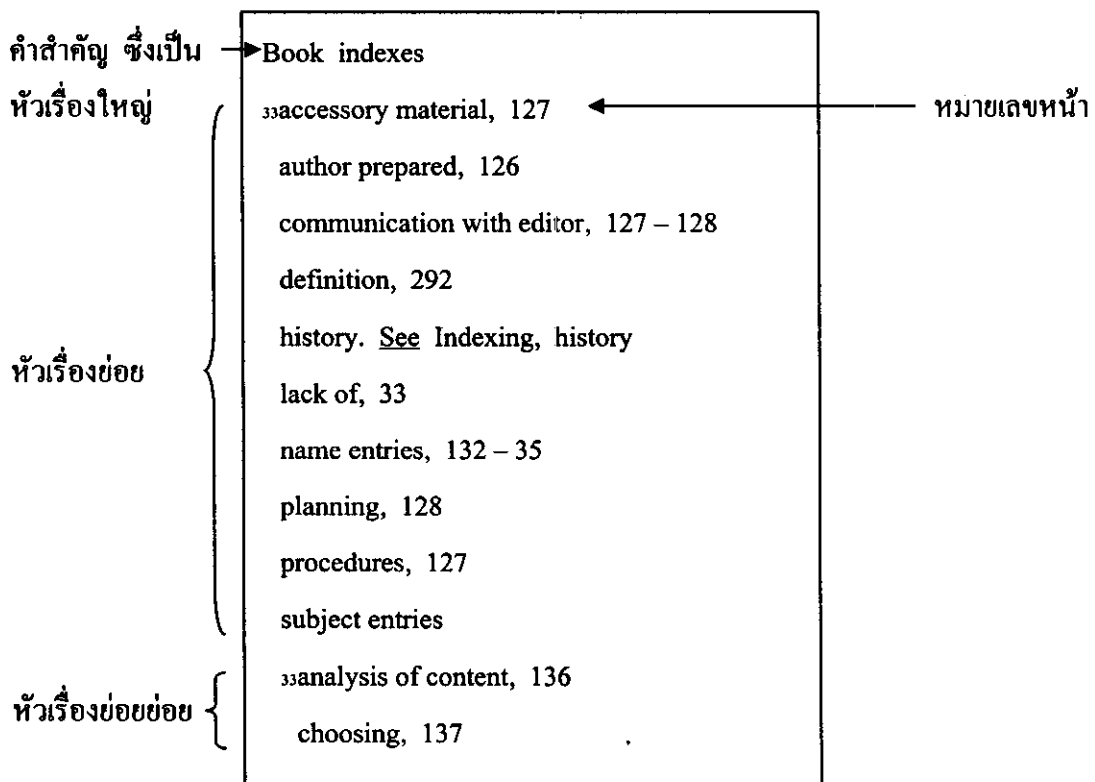 คำสำคัญ ซึ่งเป็น
หัวเรื่องใหญ่
Book indexes
33accessory material, 127
หมายเลขหน้า
author prepared, 126
communication with editor, 127 – 128
definition, 292
history. See Indexing, history
หัวเรื่องย่อย
lack of, 33
name entries, 132 – 35
planning, 128
procedures, 127
subject entries
33analysis of content, 136
หัวเรื่องย่อยย่อย
choosing, 137